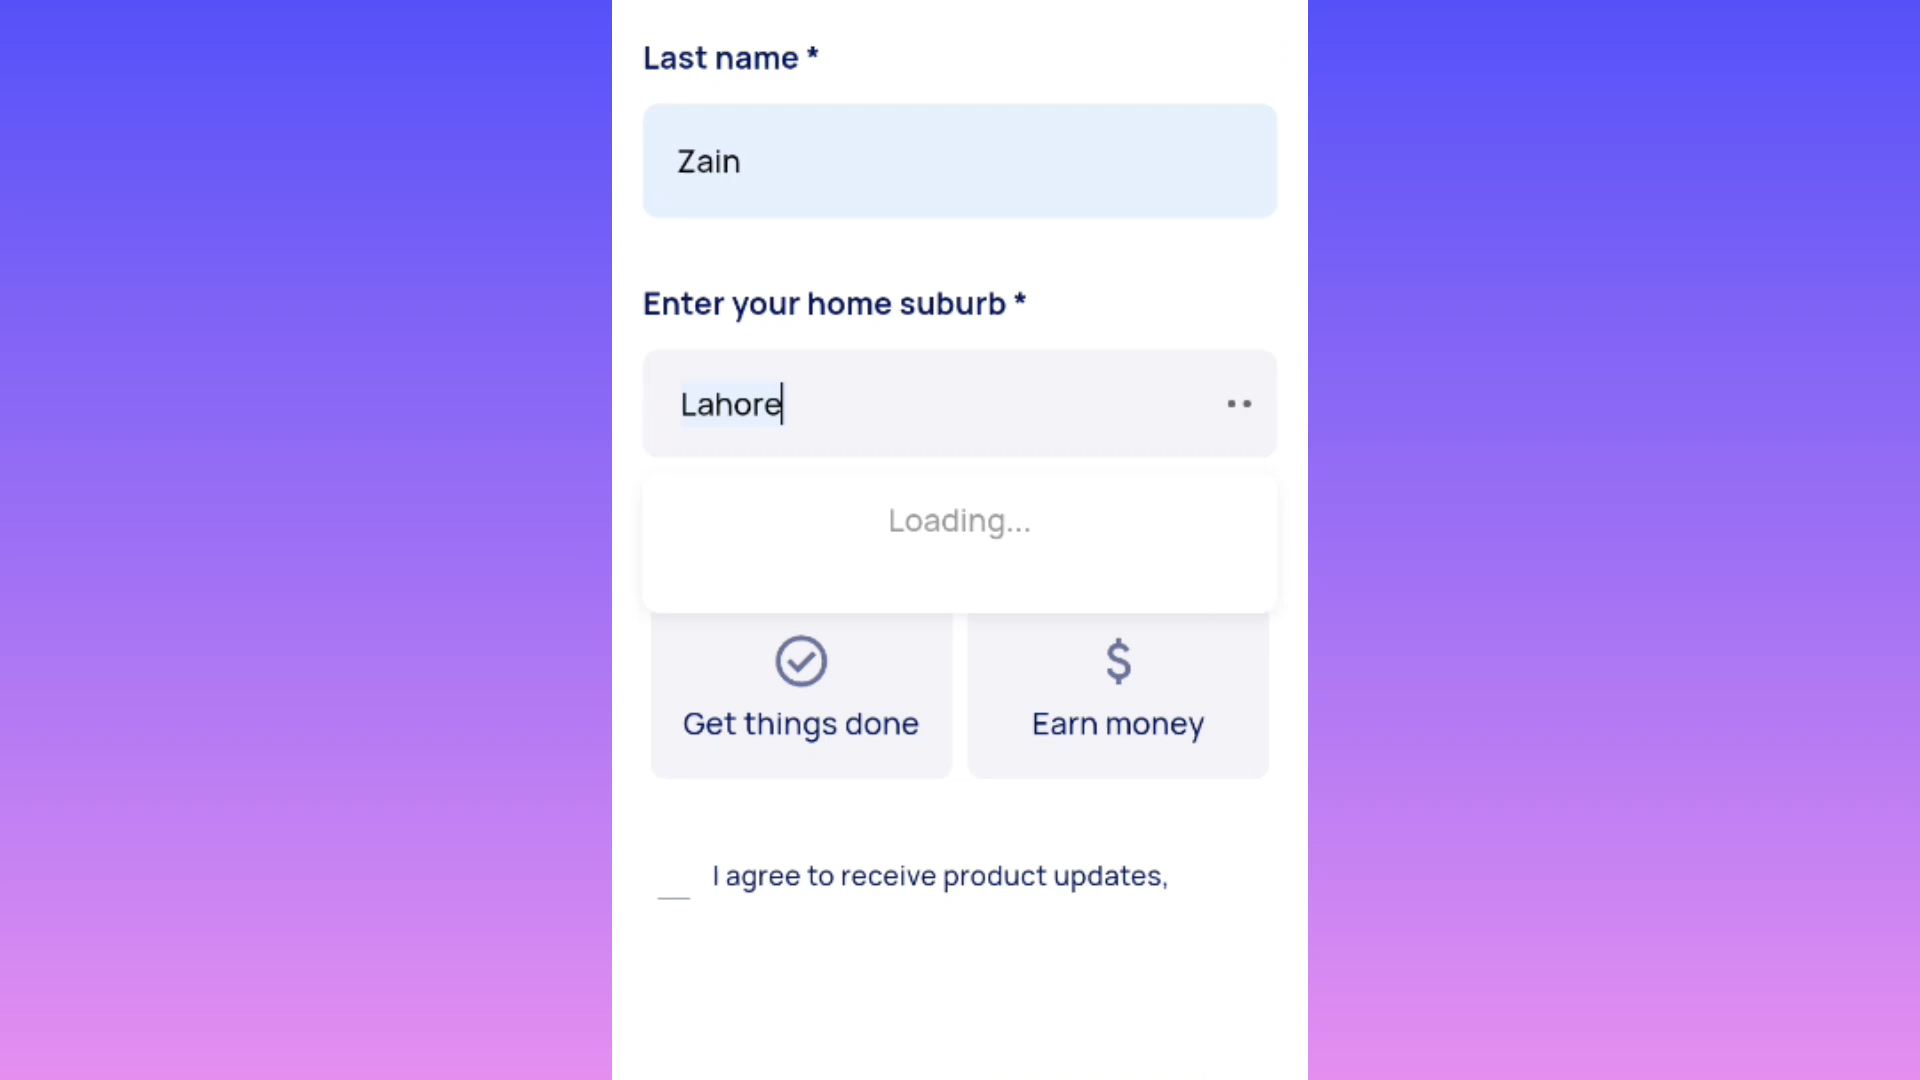 Last name *
Zain
Enter your home suburb *
Lahore
Loading...
$
Get things done
Earn money
I agree to receive product updates,